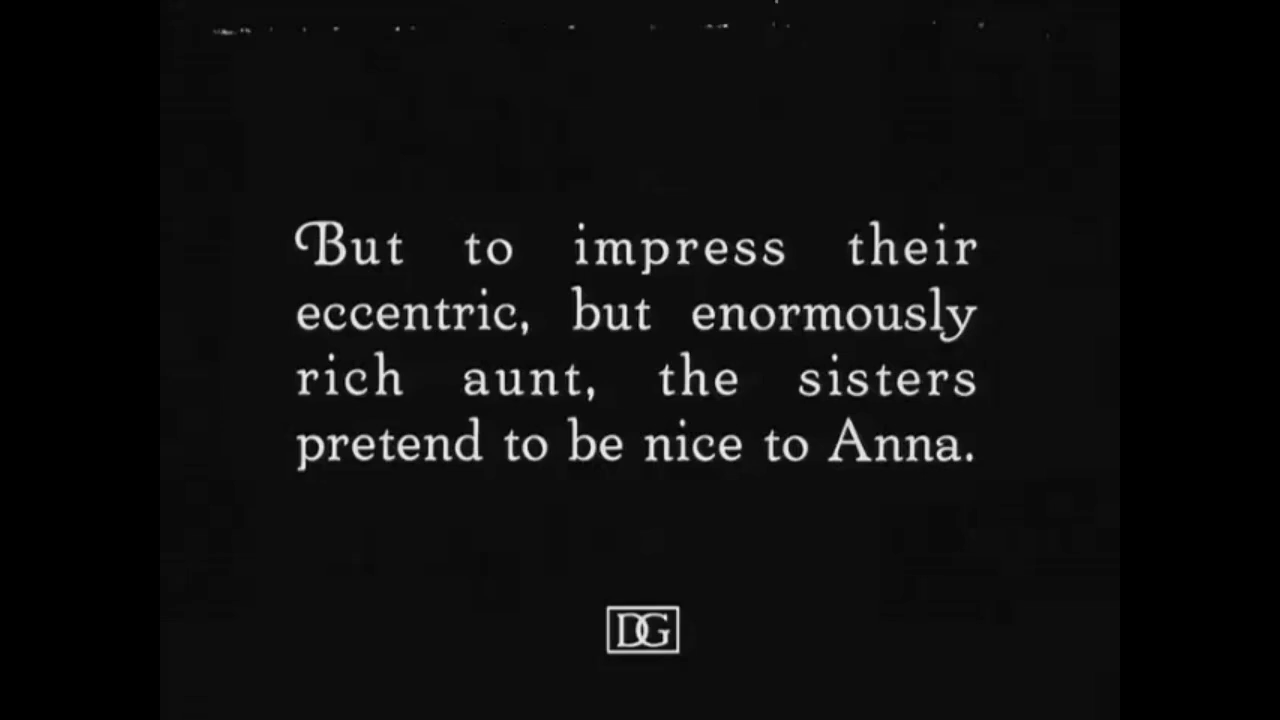 But to impress their
eccentric, but enormously
rich aunt, the sisters
pretend to be nice to Anna.
DG